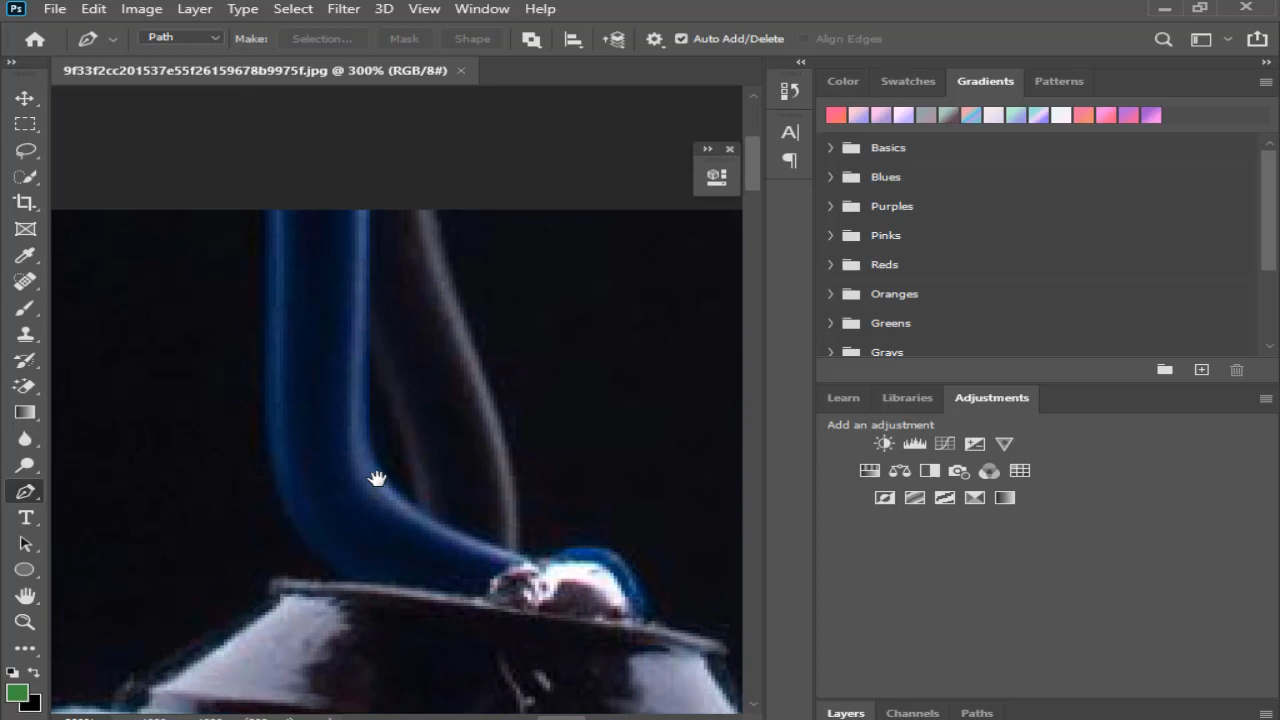 Ps File Edit Image Layer Type Select Filter 3D View Window Help
Path Make: Selection... Mask Shape Auto Add/Delete Align Edges
9f33f2cc201537e55f26159678b9975f.jpg @ 300% (RGB/8#) ×
Color Swatches Gradients Patterns
Basics
Blues
Purples
Pinks
Reds
Oranges
Greens
Grays
Learn Libraries Adjustments
Add an adjustment
Layers Channels Paths